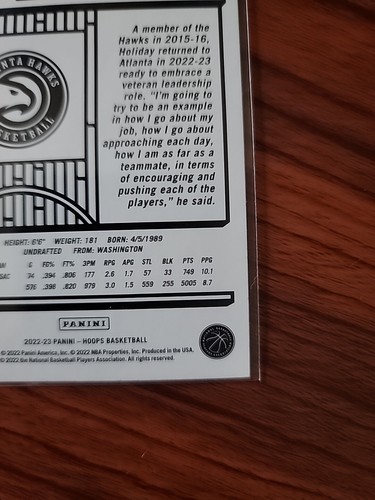 A member of the
Hawks in 2015-16,
Holiday returned to
Atlanta in 2022-23
ready to embrace a
veteran leadership
role. "I'm going to
try to be an example
in how I go about my
job, how I go about
approaching each day,
how I am as far as a
teammate, in terms
of encouraging and
pushing each of the
players," he said.
ANTA HAWKS
SKETBALL
HEIGHT: 6'6" WEIGHT: 181 BORN: 4/5/1989
UNDRAFTED FROM: WASHINGTON
G FG% FT% 3PM RPG APG STL BLK PTS PPG
SAC 74 .394 .806 177 2.6 1.7 57 33 749 10.1
576 .398 .820 979 3.0 1.5 559 255 5005 8.7
PANINI
2022-23 PANINI – HOOPS BASKETBALL
© 2022 Panini America, Inc. © 2022 NBA Properties, Inc. Produced in the USA.
© 2022 the National Basketball Players Association. All rights reserved.